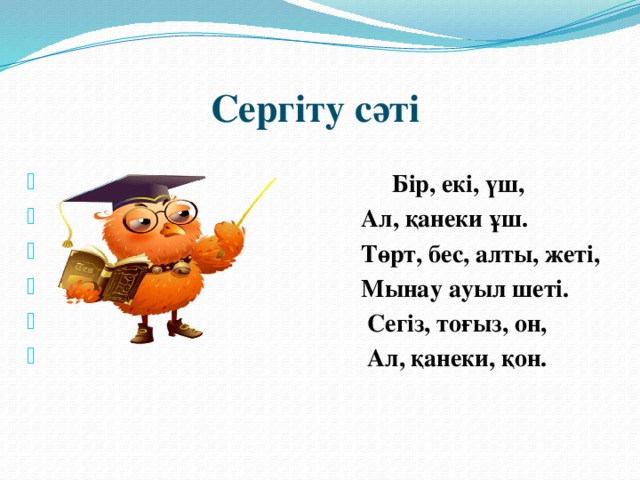 Сергіту сәті
Бір, екі, үш,
Ал, қанеки ұш.
Төрт, бес, алты, жеті,
Мынау ауыл шеті.
Сегіз, тоғыз, он,
Ал, қанеки, қон.